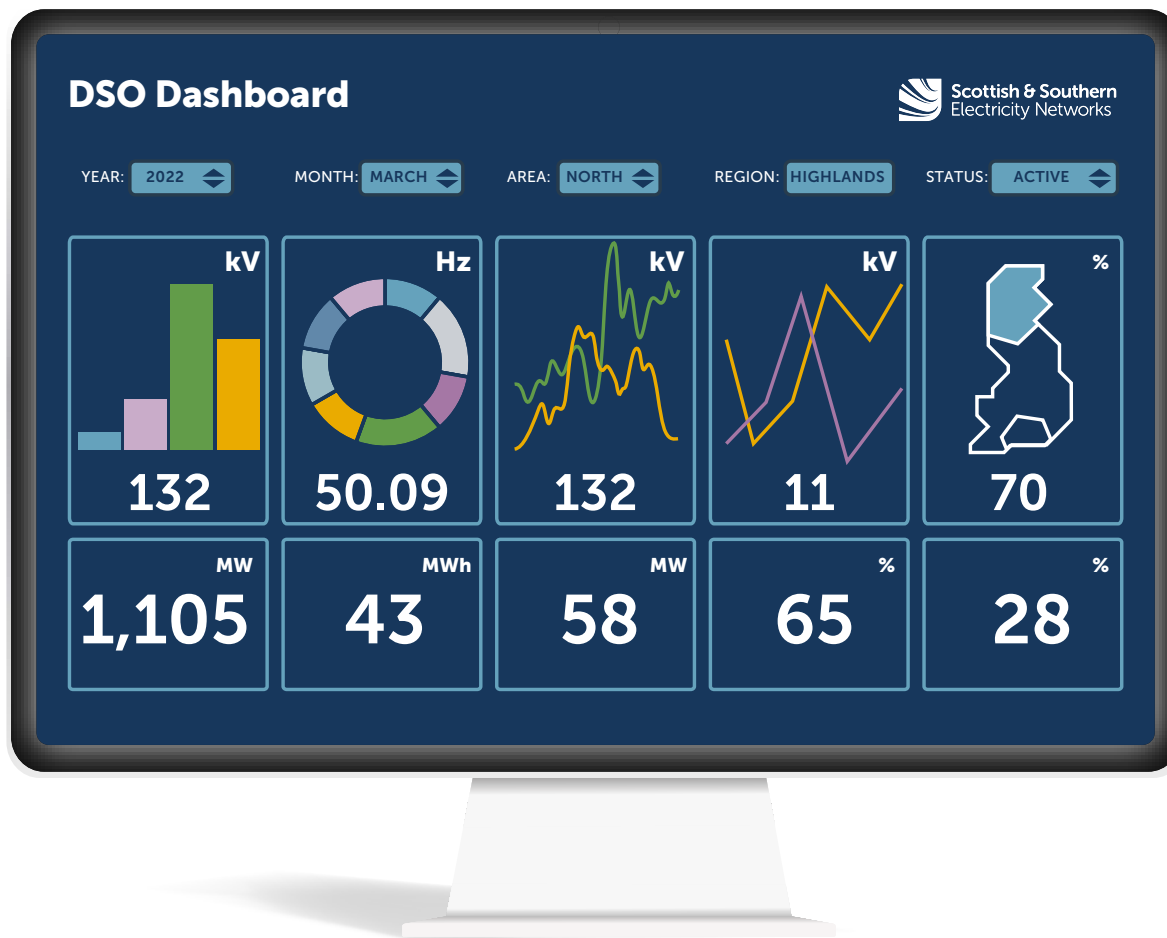 DSO Dashboard
Scottish & Southern
Electricity Networks
YEAR: 2022 MONTH: MARCH AREA: NORTH REGION: HIGHLANDS STATUS: ACTIVE
kV Hz kV kV %
132 50.09 132 11 70
MW MWh MW % %
1,105 43 58 65 28